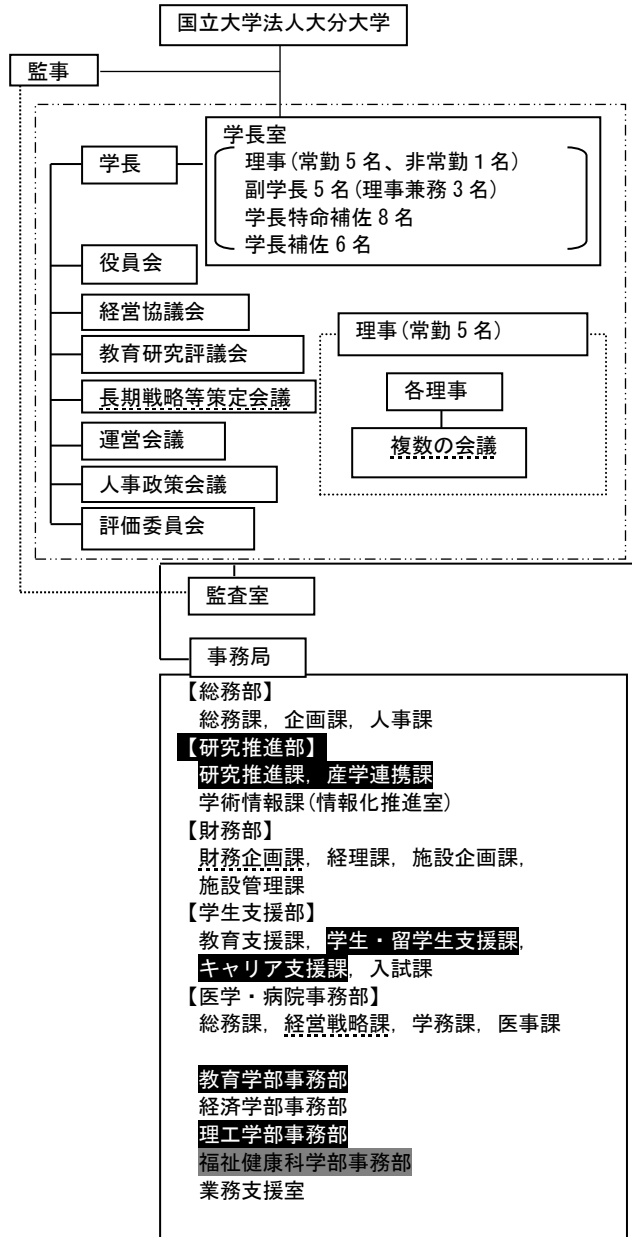 国立大学法人大分大学
監事
学長
学長室
理事(常勤5名、非常勤1名)
副学長5名(理事兼務3名)
学長特命補佐8名
学長補佐6名
役員会
経営協議会
教育研究評議会
長期戦略等策定会議
運営会議
人事政策会議
評価委員会
理事(常勤5名)
各理事
複数の会議
監査室
事務局
【総務部】
総務課, 企画課, 人事課
【研究推進部】
研究推進課, 産学連携課
学術情報課(情報化推進室)
【財務部】
財務企画課, 経理課, 施設企画課,
施設管理課
【学生支援部】
教育支援課, 学生・留学生支援課,
キャリア支援課, 入試課
【医学・病院事務部】
総務課, 経営戦略課, 学務課, 医事課
教育学部事務部
経済学部事務部
理工学部事務部
福祉健康科学部事務部
業務支援室